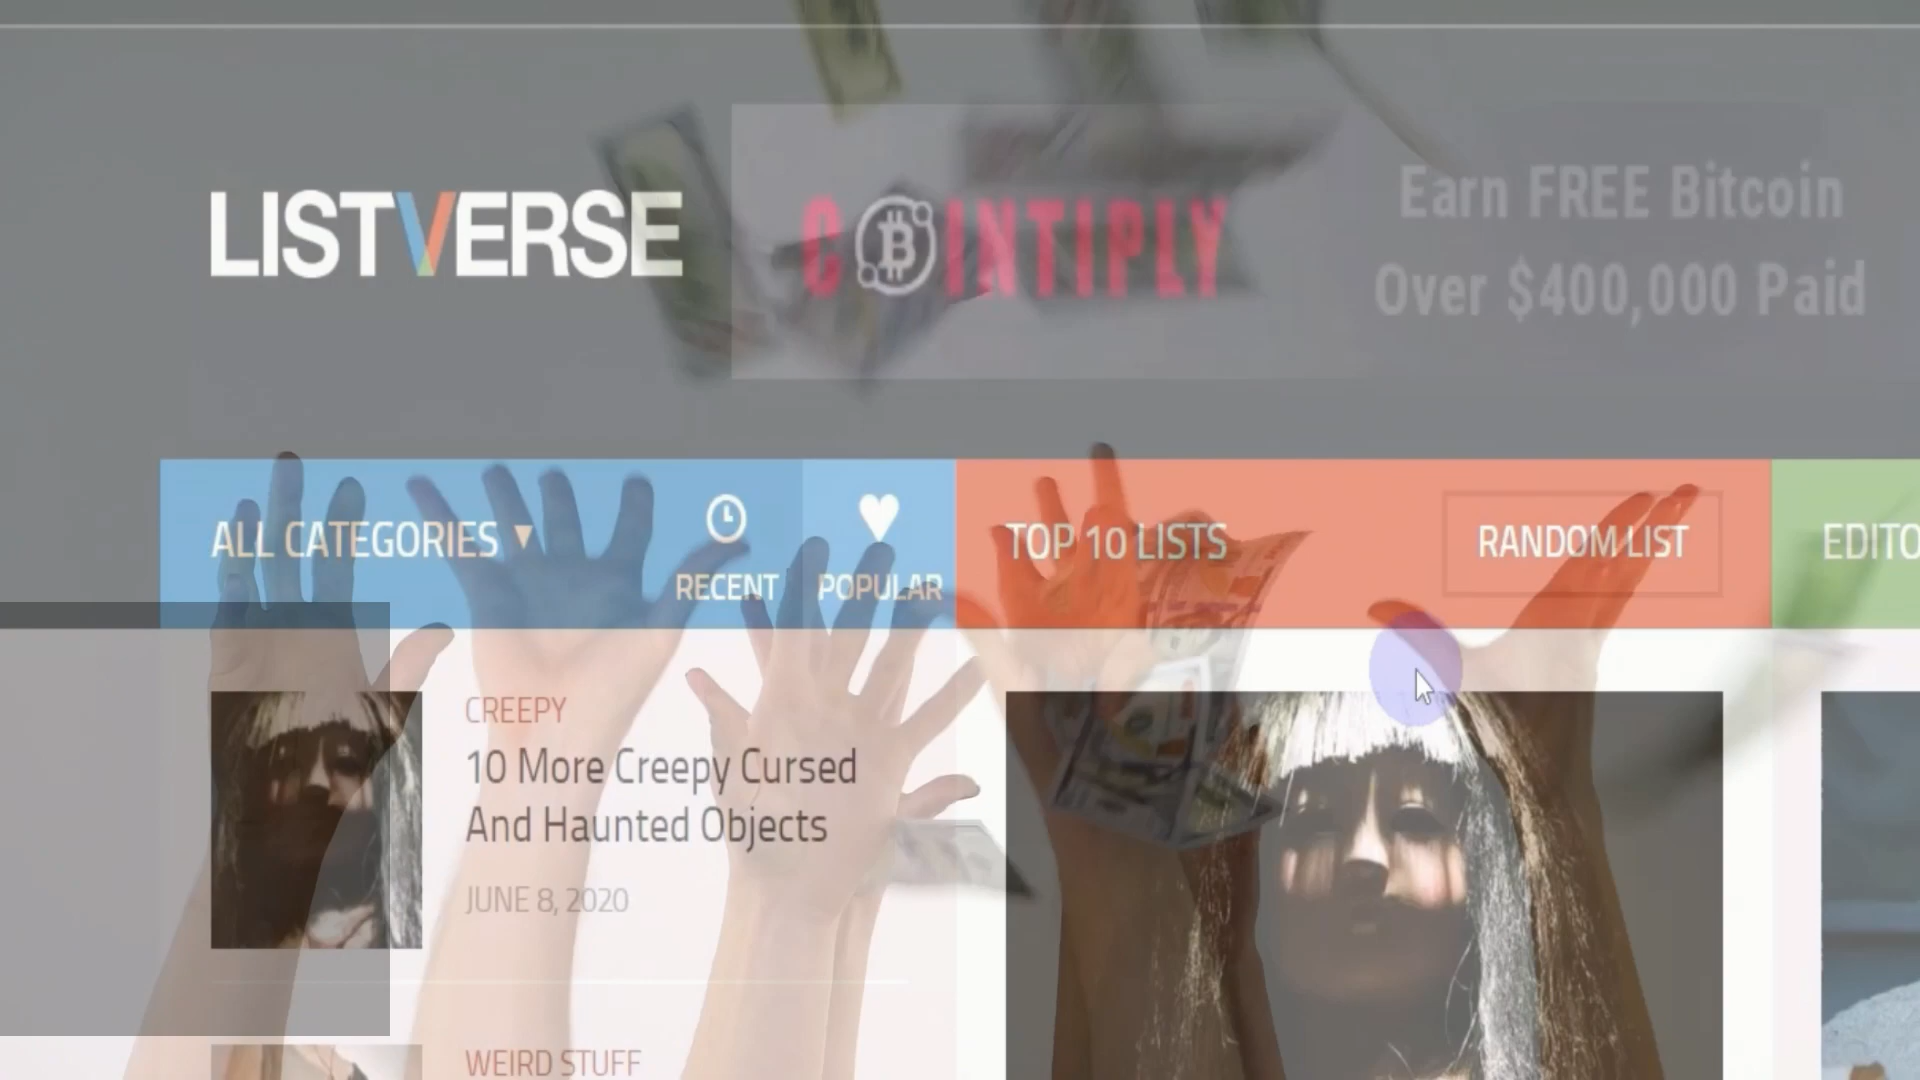 LISTVERSE
COINTIPLY
Earn FREE Bitcoin
Over $400,000 Paid
ALL CATEGORIES
RECENT
POPULAR
TOP 10 LISTS
RANDOM LIST
EDITO
CREEPY
10 More Creepy Cursed
And Haunted Objects
JUNE 8, 2020
WEIRD STUFF